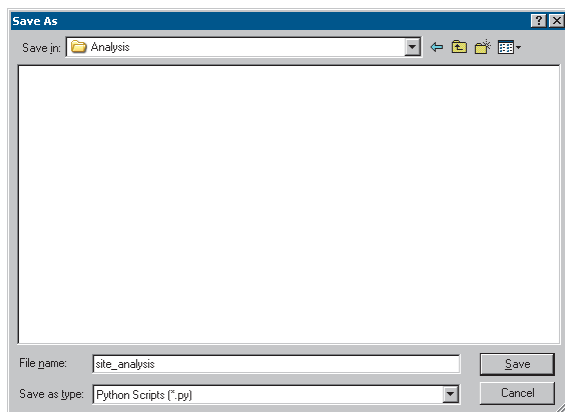 Save As
Save in: Analysis
File name: site_analysis Save
Save as type: Python Scripts (*.py) Cancel